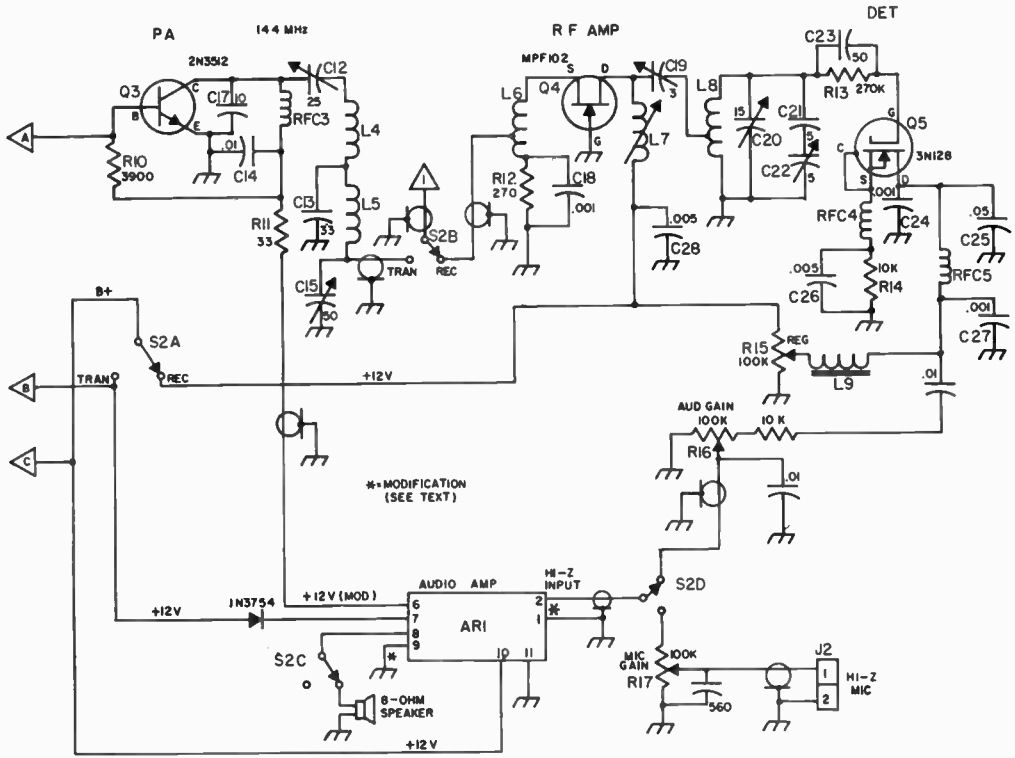 PA
144 MHz
RF AMP
DET
2N3512
Q3
B
C
E
C17
10
RFC3
C12
25
.01
C14
A
R10
3900
L4
L5
C13
33
R11
33
C15
50
1
S2B
TRAN
REC
MPF102
Q4
S
D
G
L6
R12
270
C18
.001
C19
3
L7
.005
C28
L8
15
C20
C21
5
C22
5
C23
50
R13
270K
G
Q5
3N128
C
S
D
.001
C24
RFC4
.05
C25
RFC5
10K
R14
.005
C26
.001
C27
B+
S2A
TRAN
REC
+12V
B
C
R15
100K
REG
L9
.01
AUD GAIN
100K
10K
R16
.01
*=MODIFICATION
(SEE TEXT)
AUDIO AMP
HI-Z
INPUT
S2D
+12V (MOD)
1N3754
+12V
6
7
8
9
AR1
2
1
*
10
11
S2C
*
8-OHM
SPEAKER
+12V
MIC
GAIN
R17
100K
560
J2
1
2
HI-Z
MIC